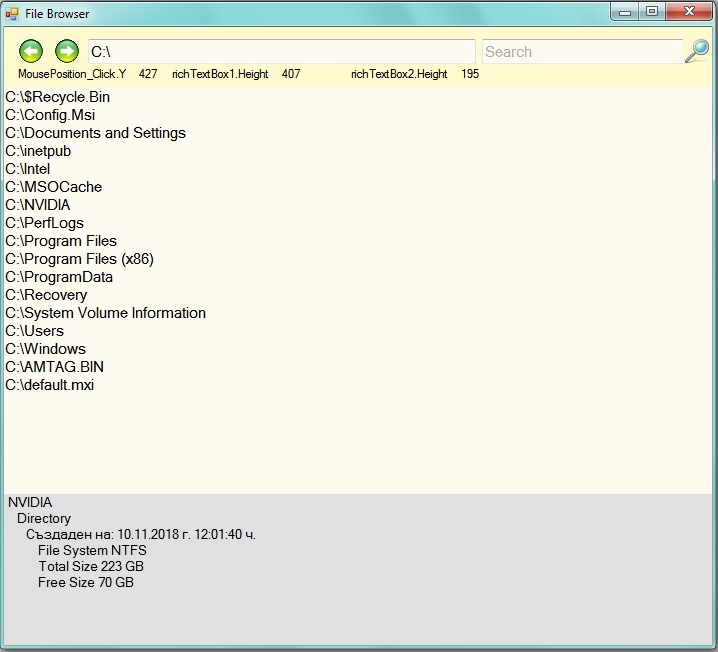 File Browser
C:\ Search
MousePosition_Click.Y 427 richTextBox1.Height 407 richTextBox2.Height 195
C:\$Recycle.Bin
C:\Config.Msi
C:\Documents and Settings
C:\inetpub
C:\Intel
C:\MSOCache
C:\NVIDIA
C:\PerfLogs
C:\Program Files
C:\Program Files (x86)
C:\ProgramData
C:\Recovery
C:\System Volume Information
C:\Users
C:\Windows
C:\AMTAG.BIN
C:\default.mxi
NVIDIA
Directory
Създаден на: 10.11.2018 г. 12:01:40 ч.
File System NTFS
Total Size 223 GB
Free Size 70 GB